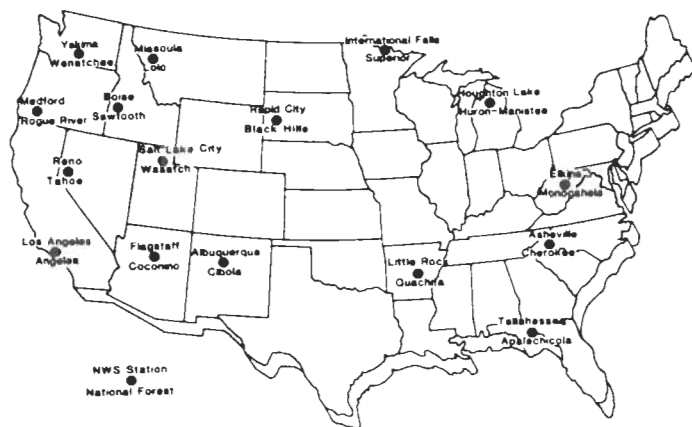 Yakima
Wenatchee
Missoula
Lolo
International Falls
Superior
Medford
Rogue River
Boise
Sawtooth
Rapid City
Black Hills
Houghton Lake
Huron-Manistee
Reno
Tahoe
Salt Lake City
Wasatch
Elkins
Monogahela
Los Angeles
Angeles
Flagstaff
Coconino
Albuquerque
Cibola
Little Rock
Ouachita
Asheville
Cherokee
Tallahassee
Apalachicola
NWS Station
National Forest